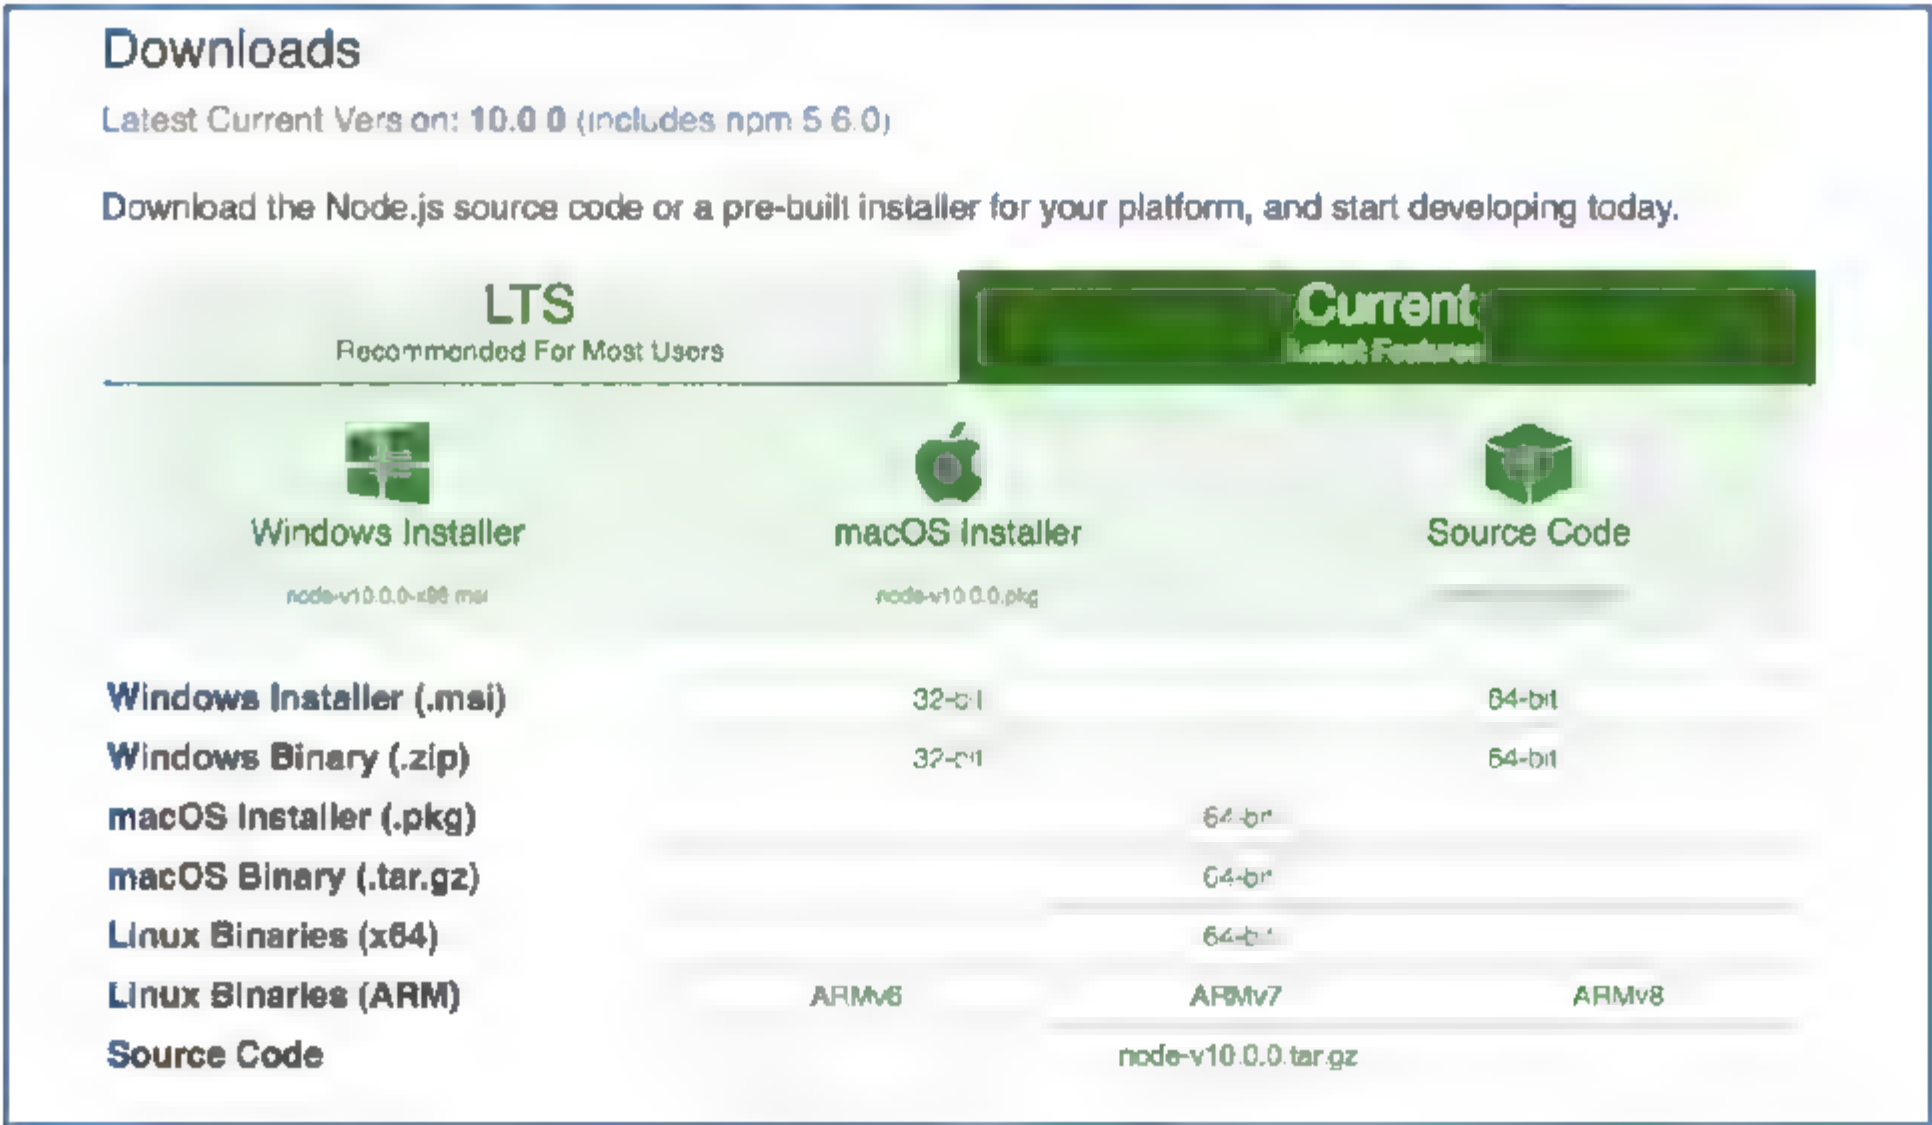 Downloads
Latest Current Version: 10.0.0 (includes npm 5.6.0)
Download the Node.js source code or a pre-built installer for your platform, and start developing today.
LTS
Recommended For Most Users
Current
Latest Features
Windows Installer
node-v10.0.0-x86.msi
macOS Installer
node-v10.0.0.pkg
Source Code
Windows Installer (.msi) 32-bit 64-bit
Windows Binary (.zip) 32-bit 64-bit
macOS Installer (.pkg) 64-bit
macOS Binary (.tar.gz) 64-bit
Linux Binaries (x64) 64-bit
Linux Binaries (ARM) ARMv6 ARMv7 ARMv8
Source Code node-v10.0.0.tar.gz